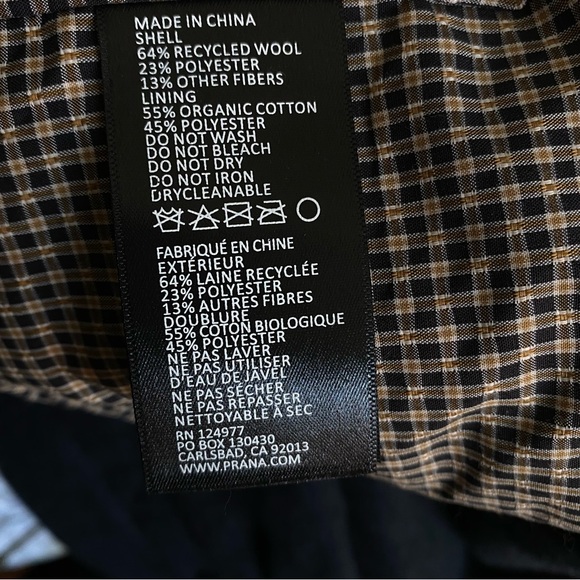 MADE IN CHINA
SHELL
64% RECYCLED WOOL
23% POLYESTER
13% OTHER FIBERS
LINING
55% ORGANIC COTTON
45% POLYESTER
DO NOT WASH
DO NOT BLEACH
DO NOT DRY
DO NOT IRON
DRYCLEANABLE
FABRIQUÉ EN CHINE
EXTÉRIEUR
64% LAINE RECYCLÉE
23% POLYESTER
13% AUTRES FIBRES
DOUBLURE
55% COTON BIOLOGIQUE
45% POLYESTER
NE PAS LAVER
NE PAS UTILISER
D'EAU DE JAVEL
NE PAS SÉCHER
NE PAS REPASSER
NETTOYABLE À SEC
RN 124977
PO BOX 130430
CARLSBAD, CA 92013
WWW.PRANA.COM